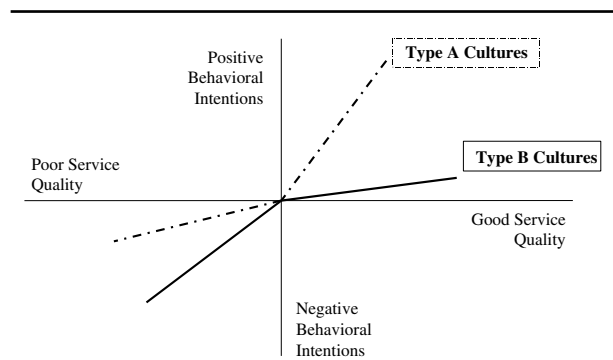 Positive
Behavioral
Intentions
Type A Cultures
Poor Service
Quality
Type B Cultures
Good Service
Quality
Negative
Behavioral
Intentions